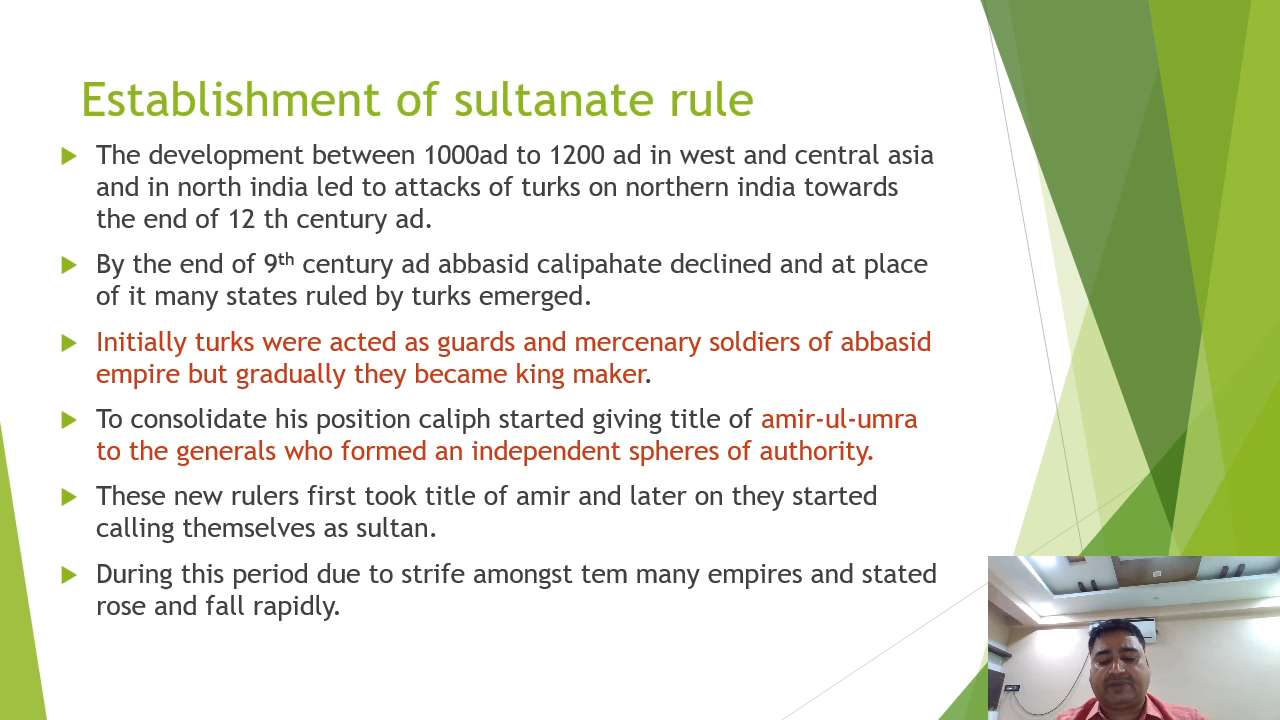 Establishment of sultanate rule
The development between 1000ad to 1200 ad in west and central asia
and in north india led to attacks of turks on northern india towards
the end of 12 th century ad.
By the end of 9th century ad abbasid calipahate declined and at place
of it many states ruled by turks emerged.
Initially turks were acted as guards and mercenary soldiers of abbasid
empire but gradually they became king maker.
To consolidate his position caliph started giving title of amir-ul-umra
to the generals who formed an independent spheres of authority.
These new rulers first took title of amir and later on they started
calling themselves as sultan.
During this period due to strife amongst tem many empires and stated
rose and fall rapidly.